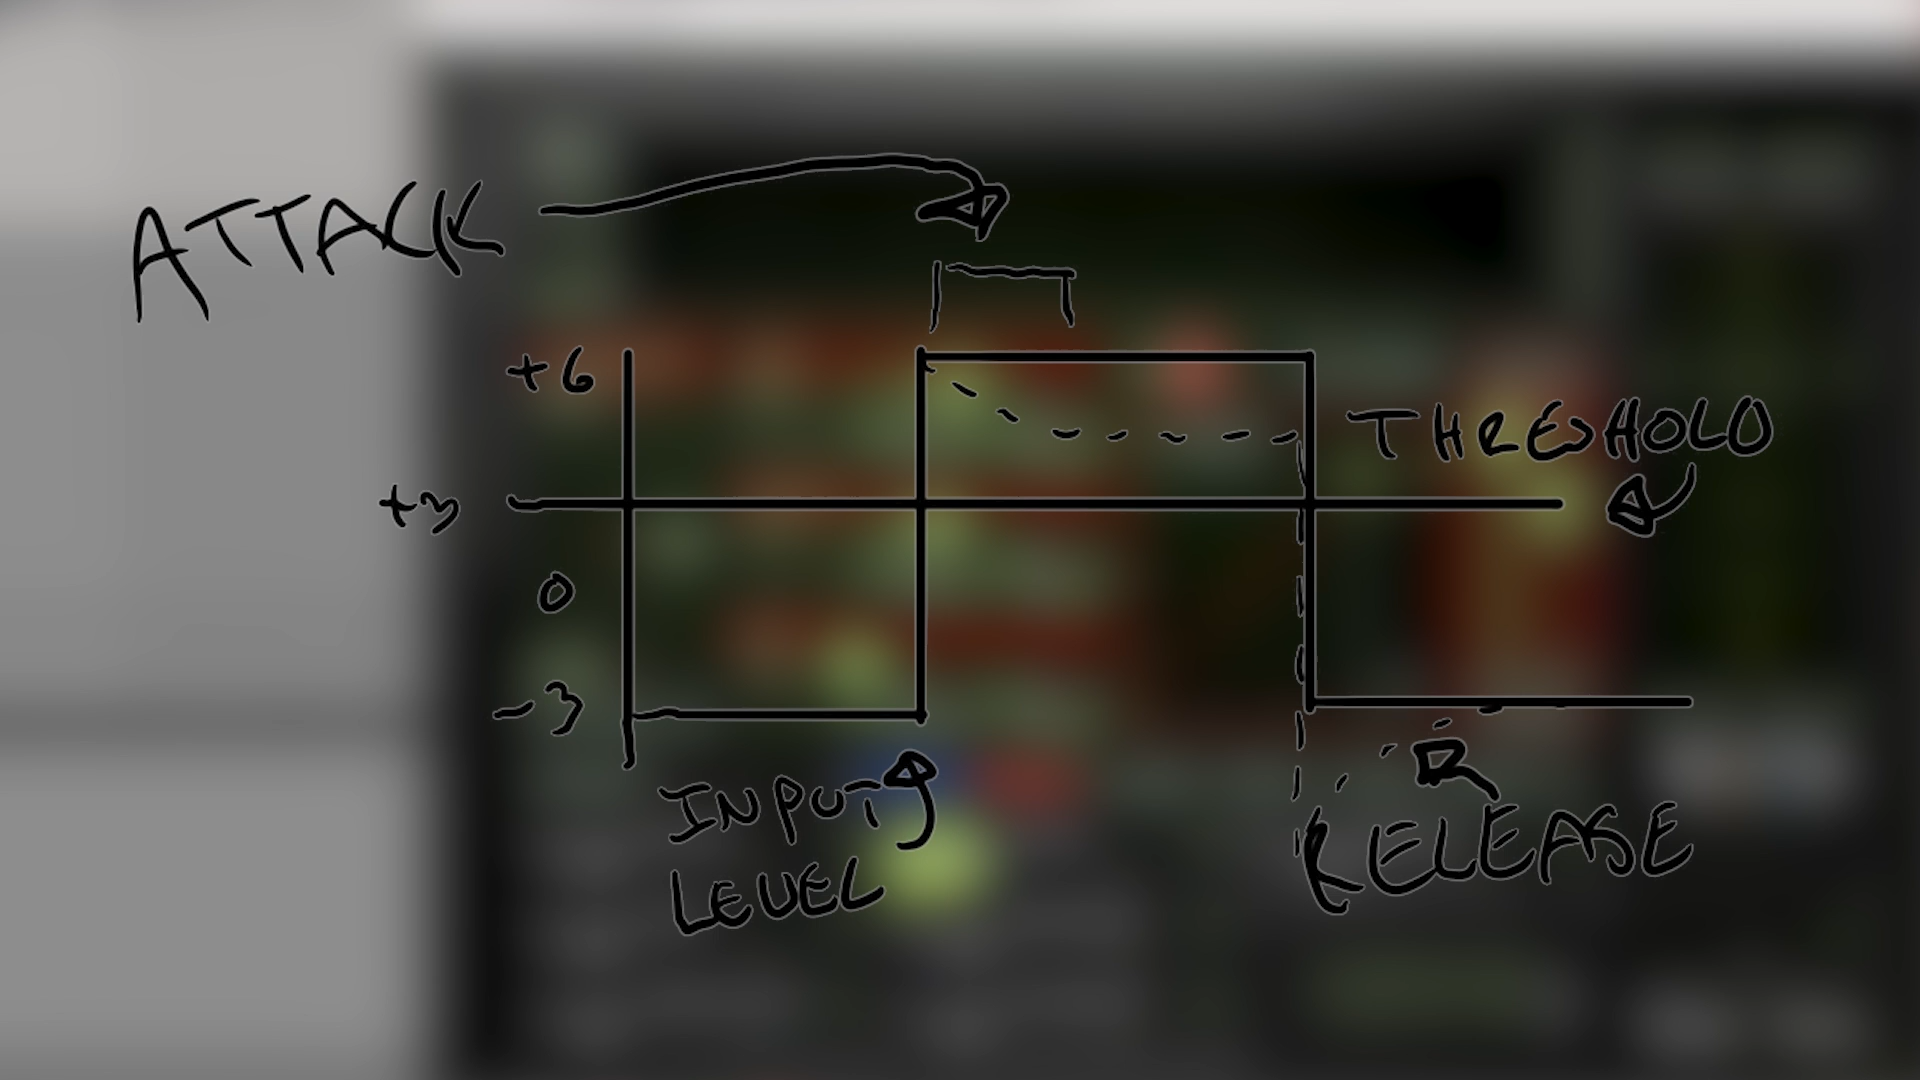 ATTACK
+6
THRESHOLD
+3
0
-3
INPUT
LEVEL
RELEASE